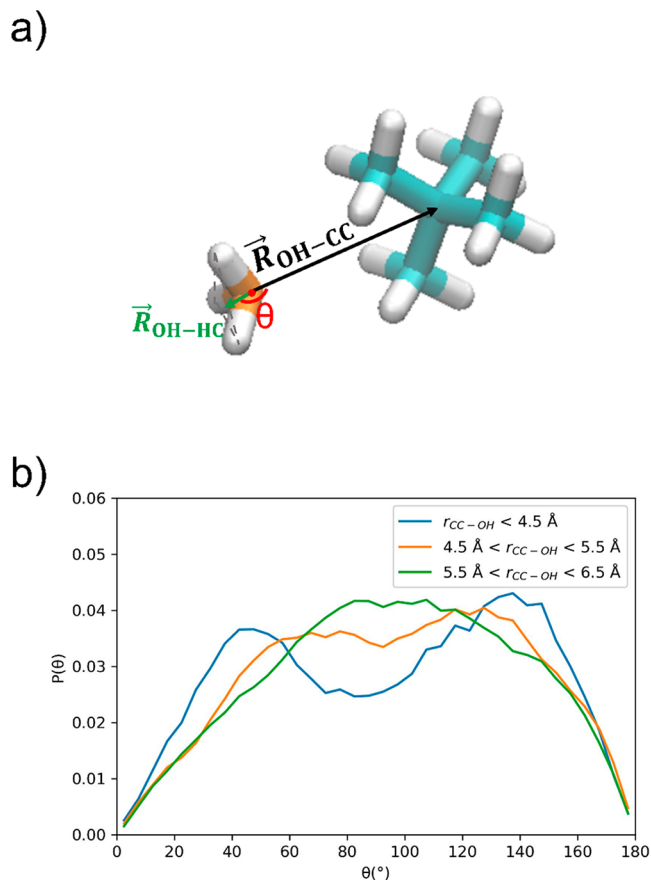 a)
R⃗OH−CC
R⃗OH−HC
θ
b)
0.06
0.05
0.04
0.03
0.02
0.01
0.00
P(θ)
rCC−OH < 4.5 Å
4.5 Å < rCC−OH < 5.5 Å
5.5 Å < rCC−OH < 6.5 Å
0 20 40 60 80 100 120 140 160 180
θ(°)